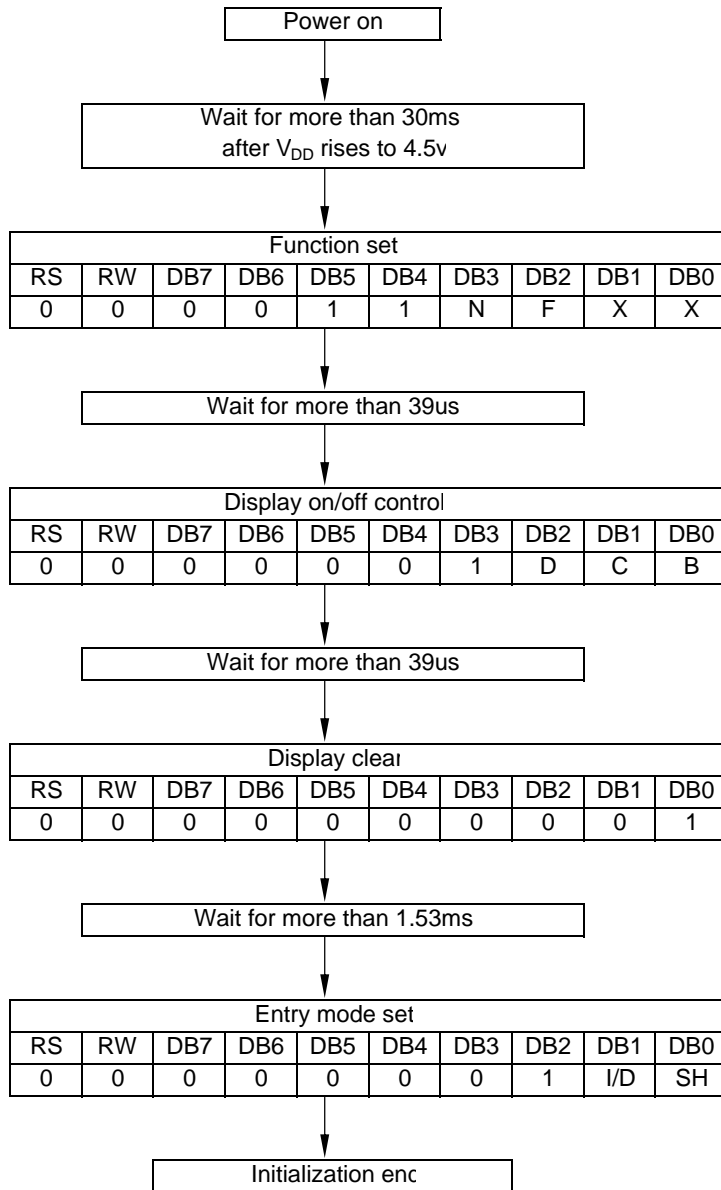 Power on
Wait for more than 30ms
after VDD rises to 4.5v
Function set
RS RW DB7 DB6 DB5 DB4 DB3 DB2 DB1 DB0
0 0 0 0 1 1 N F X X
Wait for more than 39us
Display on/off control
RS RW DB7 DB6 DB5 DB4 DB3 DB2 DB1 DB0
0 0 0 0 0 0 1 D C B
Wait for more than 39us
Display clear
RS RW DB7 DB6 DB5 DB4 DB3 DB2 DB1 DB0
0 0 0 0 0 0 0 0 0 1
Wait for more than 1.53ms
Entry mode set
RS RW DB7 DB6 DB5 DB4 DB3 DB2 DB1 DB0
0 0 0 0 0 0 0 1 I/D SH
Initialization end